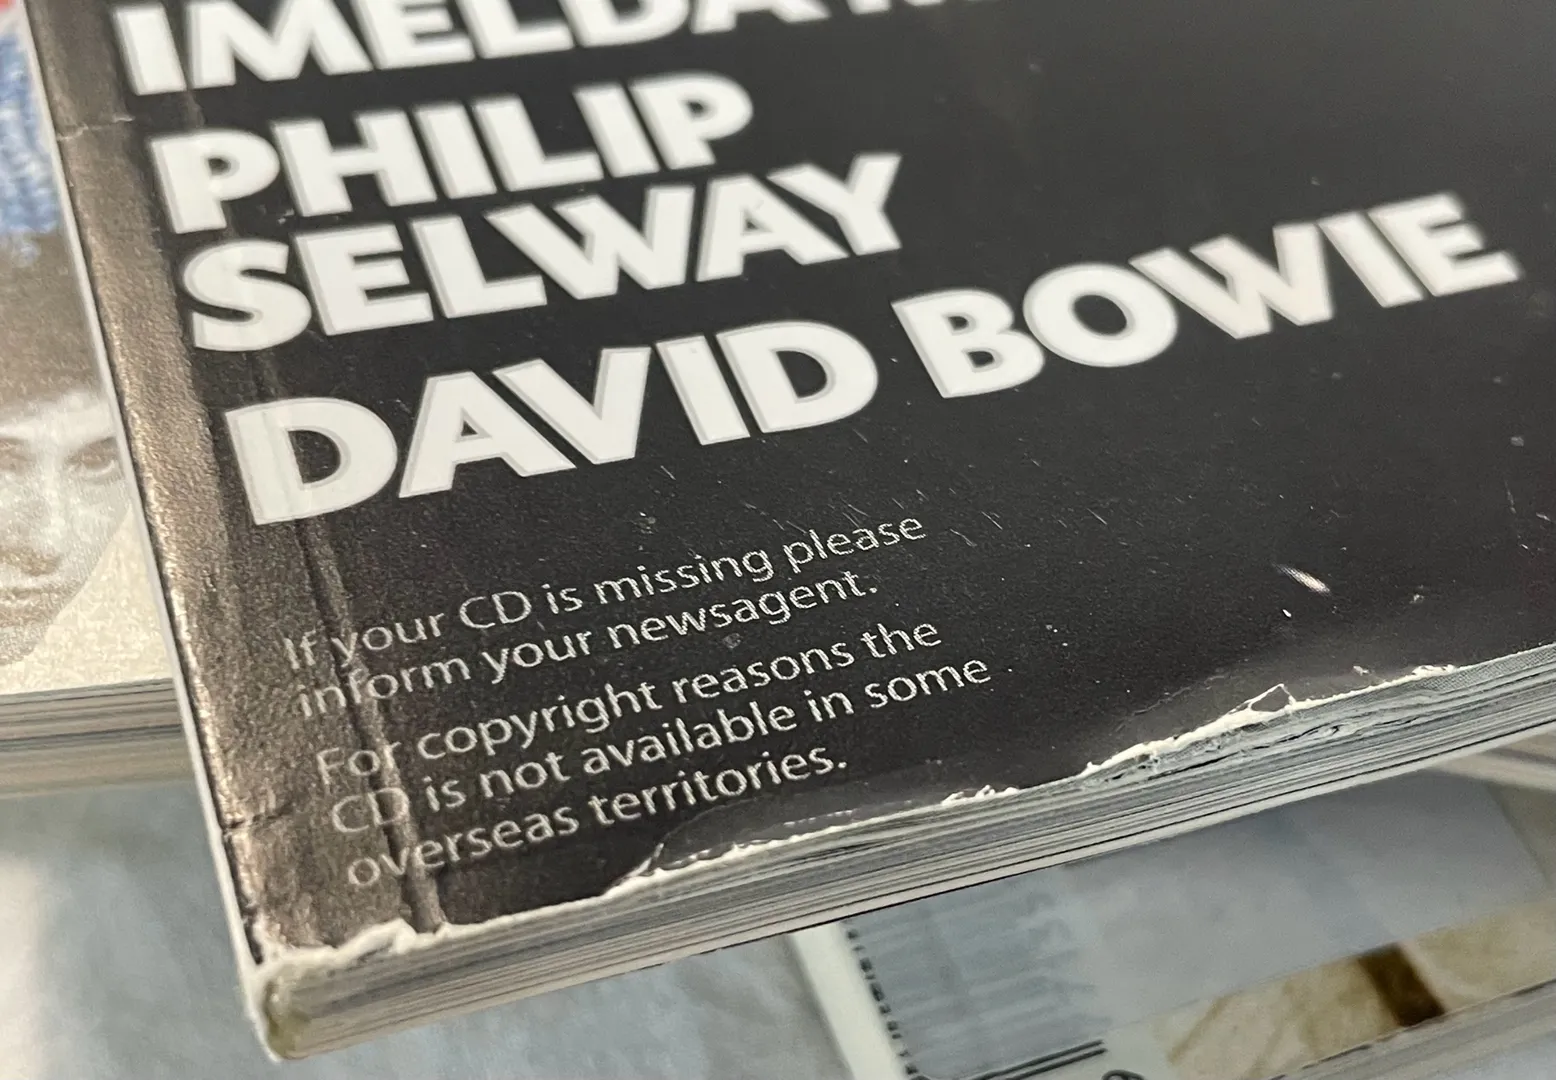 IMELDA
PHILIP
SELWAY
DAVID BOWIE
If your CD is missing please
inform your newsagent.
For copyright reasons the
CD is not available in some
overseas territories.